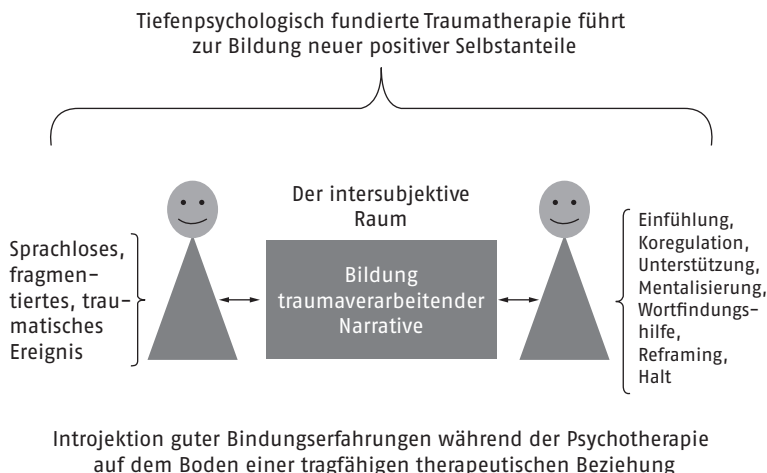 Tiefenpsychologisch fundierte Traumatherapie führt
zur Bildung neuer positiver Selbstanteile
Sprachloses,
fragmen-
tiertes, trau-
matisches
Ereignis
Der intersubjektive
Raum
Bildung
traumaverarbeitender
Narrative
Einfühlung,
Koregulation,
Unterstützung,
Mentalisierung,
Wortfindungs-
hilfe,
Reframing,
Halt
Introjektion guter Bindungserfahrungen während der Psychotherapie
auf dem Boden einer tragfähigen therapeutischen Beziehung